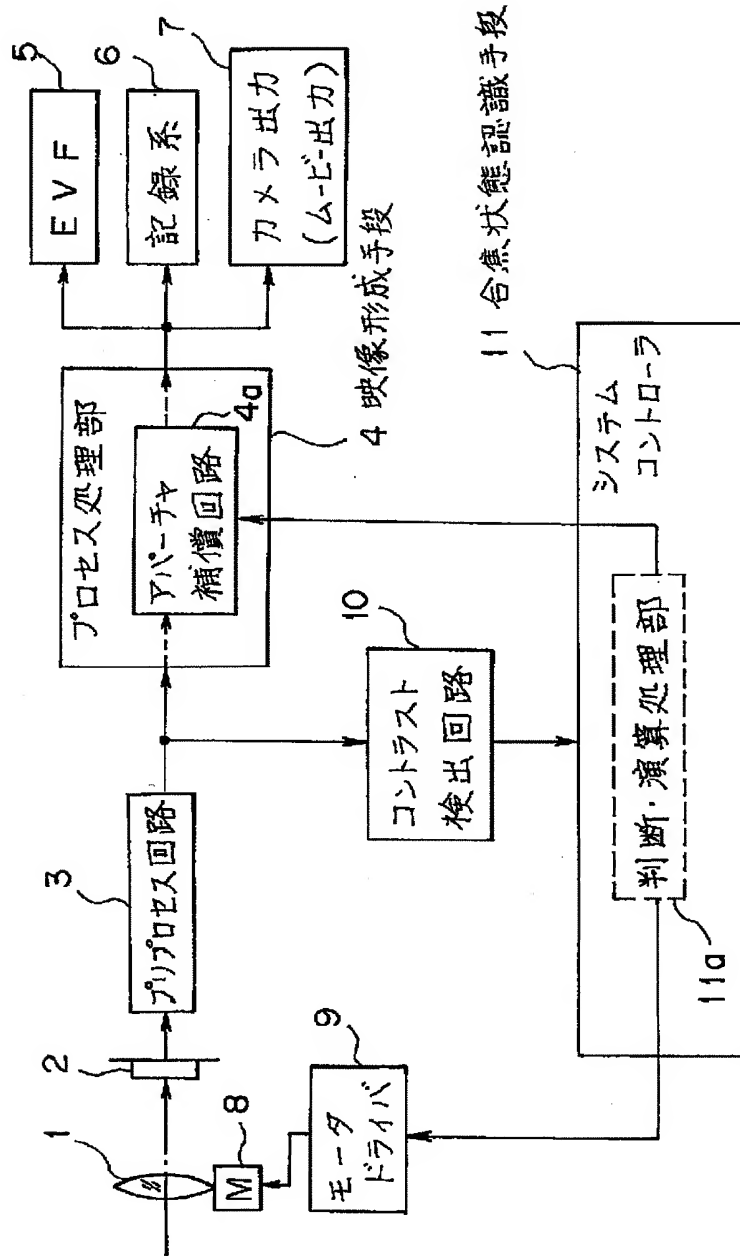 1
2
3
プリプロセス回路
プロセス処理部
アパーチャ
補償回路
4a
4 映像形成手段
5
EVF
6
記録系
7
カメラ出力
(ムービー出力)
8
M
9
モータ
ドライバ
10
コントラスト
検出回路
11 合焦状態認識手段
システム
コントローラ
判断・演算処理部
11a